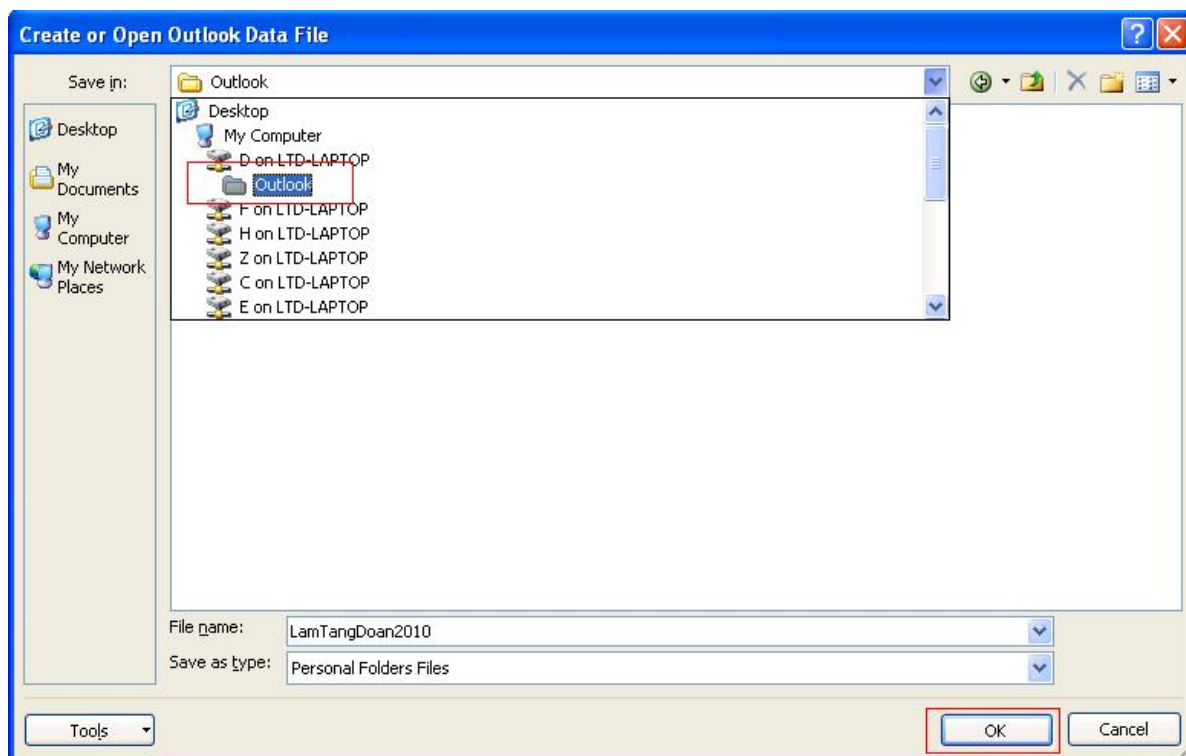 Create or Open Outlook Data File
Save in:
Outlook
Desktop
My Computer
D on LTD-LAPTOP
Outlook
F on LTD-LAPTOP
H on LTD-LAPTOP
Z on LTD-LAPTOP
C on LTD-LAPTOP
E on LTD-LAPTOP
Desktop
My
Documents
My
Computer
My Network
Places
File name:
LamTangDoan2010
Save as type:
Personal Folders Files
Tools
OK
Cancel